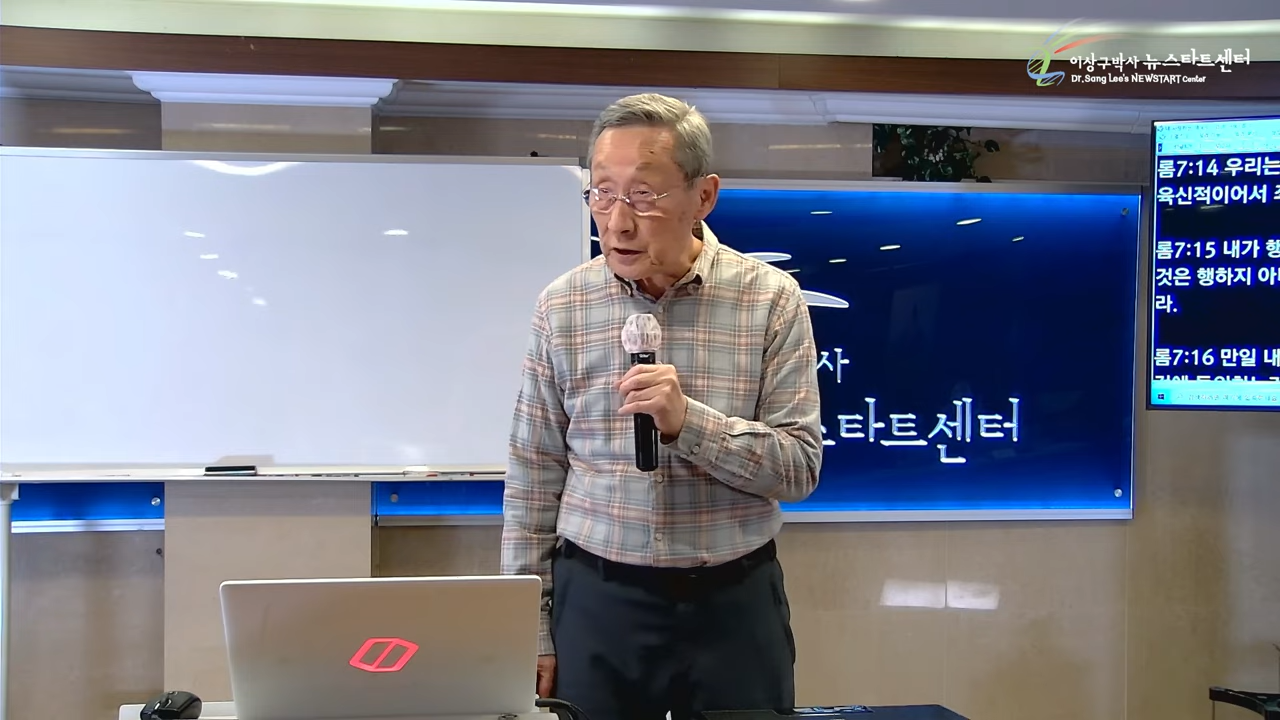 이상구박사 뉴스타트센터
Dr. Sang Lee's NEWSTART Center
롬7:14 우리는
육신적이어서
롬7:15 내가 행
것은 행하지 아
라.
롬7:16 만일 내
사
스타트센터